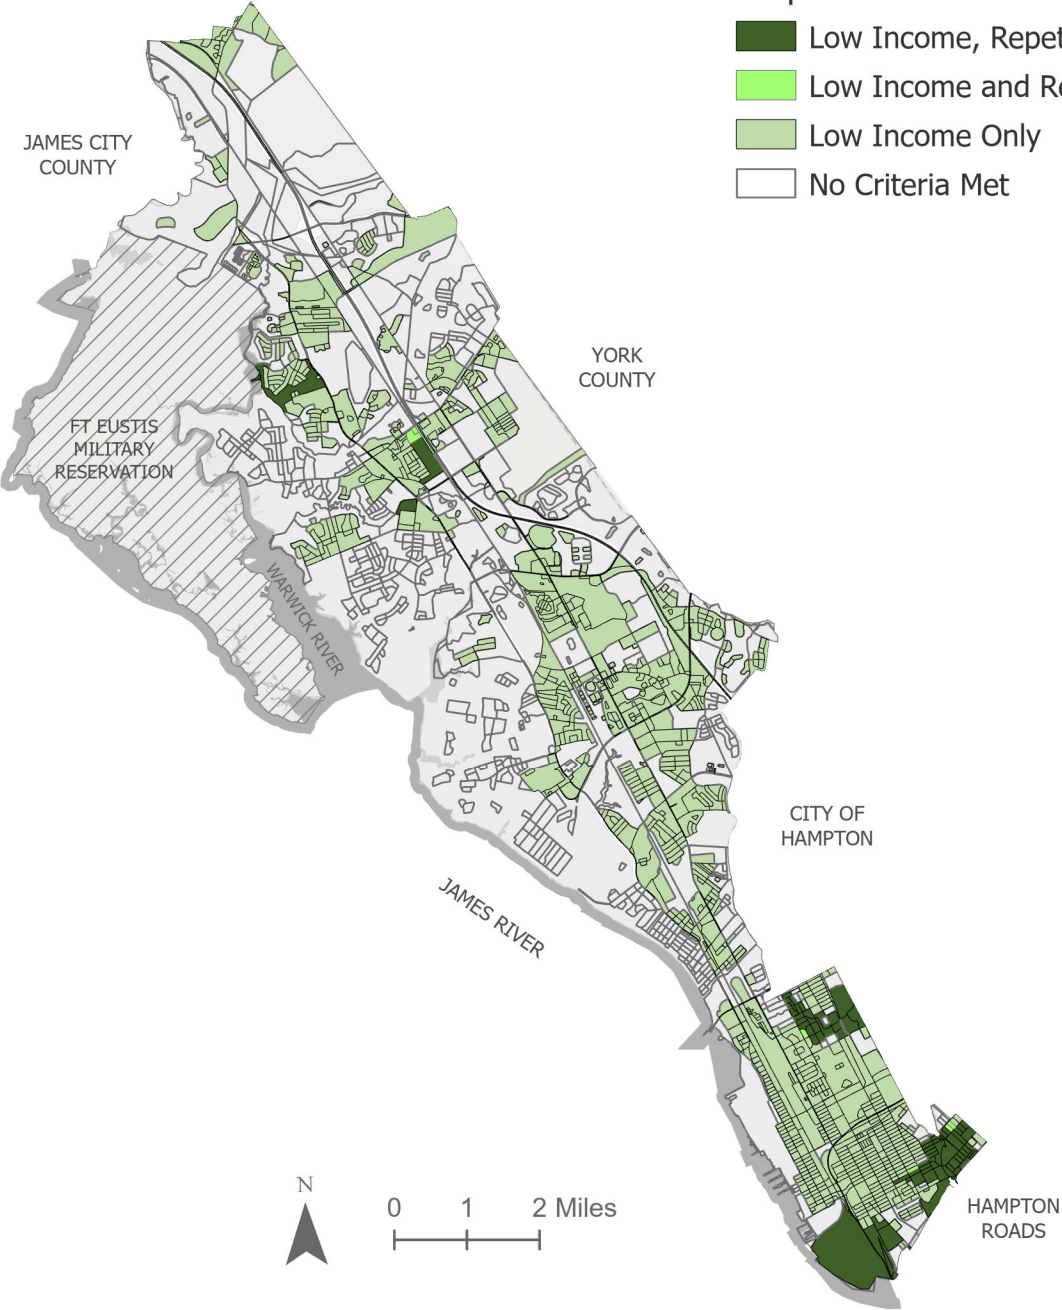 Low Income, Repet
Low Income and Re
Low Income Only
No Criteria Met
JAMES CITY
COUNTY
YORK
COUNTY
FT EUSTIS
MILITARY
RESERVATION
WARWICK RIVER
CITY OF
HAMPTON
JAMES RIVER
N
0 1 2 Miles
HAMPTON
ROADS